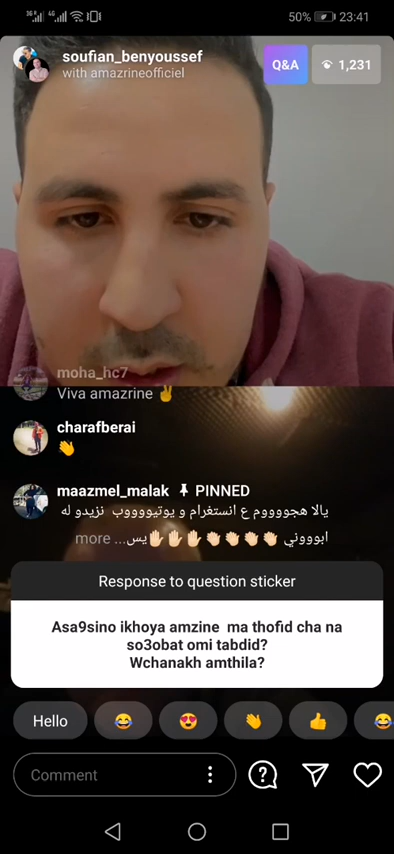 3G 4G 50% 23:41
soufian_benyoussef
with amazrineofficiel
Q&A 1,231
moha_hc7
Viva amazrine ✌️
charafberai
👏
maazmel_malak PINNED
يالا هجووووم ع انستغرام و يوتيوووووب نزيدو له
ابوووني 👏🏻👏🏻👏🏻👏🏻✋🏻✋🏻✋🏻يس... more
Response to question sticker
Asa9sino ikhoya amzine ma thofid cha na
so3obat omi tabdid?
Wchanakh amthila?
Hello 😂 😍 👏 👍 😂
Comment